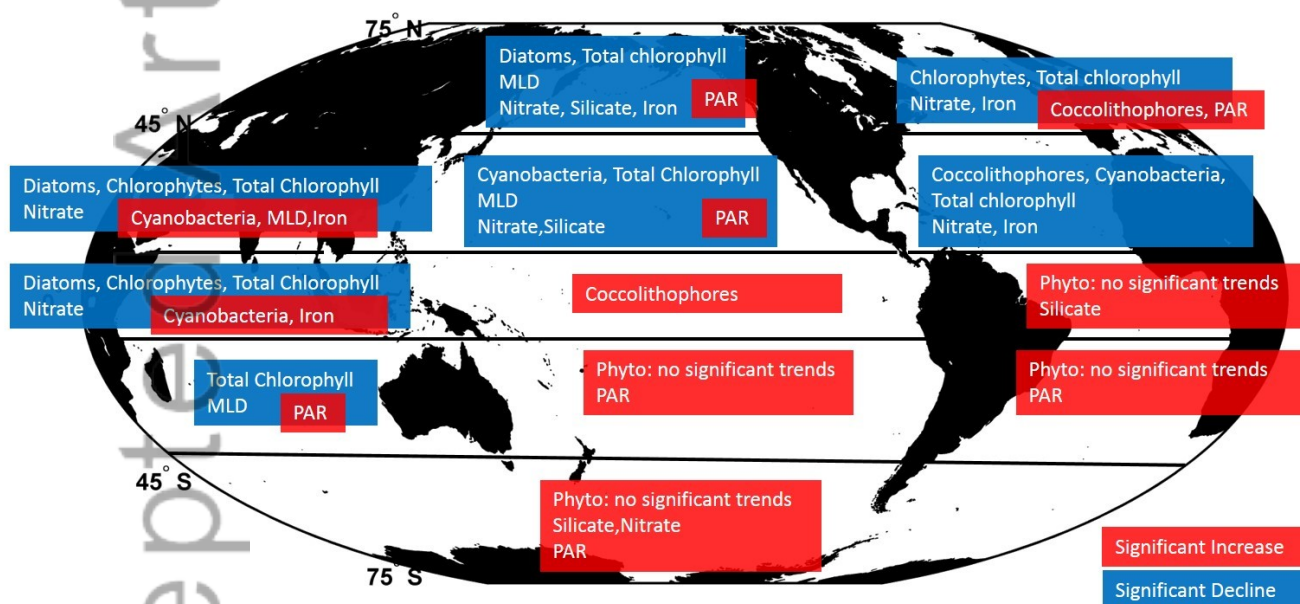 75° N
Diatoms, Total chlorophyll
MLD
Nitrate, Silicate, Iron
PAR
Chlorophytes, Total chlorophyll
Nitrate, Iron
Coccolithophores, PAR
45° N
Diatoms, Chlorophytes, Total Chlorophyll
Nitrate
Cyanobacteria, MLD,Iron
Cyanobacteria, Total Chlorophyll
MLD
Nitrate,Silicate
PAR
Coccolithophores, Cyanobacteria,
Total chlorophyll
Nitrate, Iron
Diatoms, Chlorophytes, Total Chlorophyll
Nitrate
Cyanobacteria, Iron
Coccolithophores
Phyto: no significant trends
Silicate
Total Chlorophyll
MLD
PAR
Phyto: no significant trends
PAR
Phyto: no significant trends
PAR
45° S
Phyto: no significant trends
Silicate,Nitrate
PAR
75° S
Significant Increase
Significant Decline
pted Art